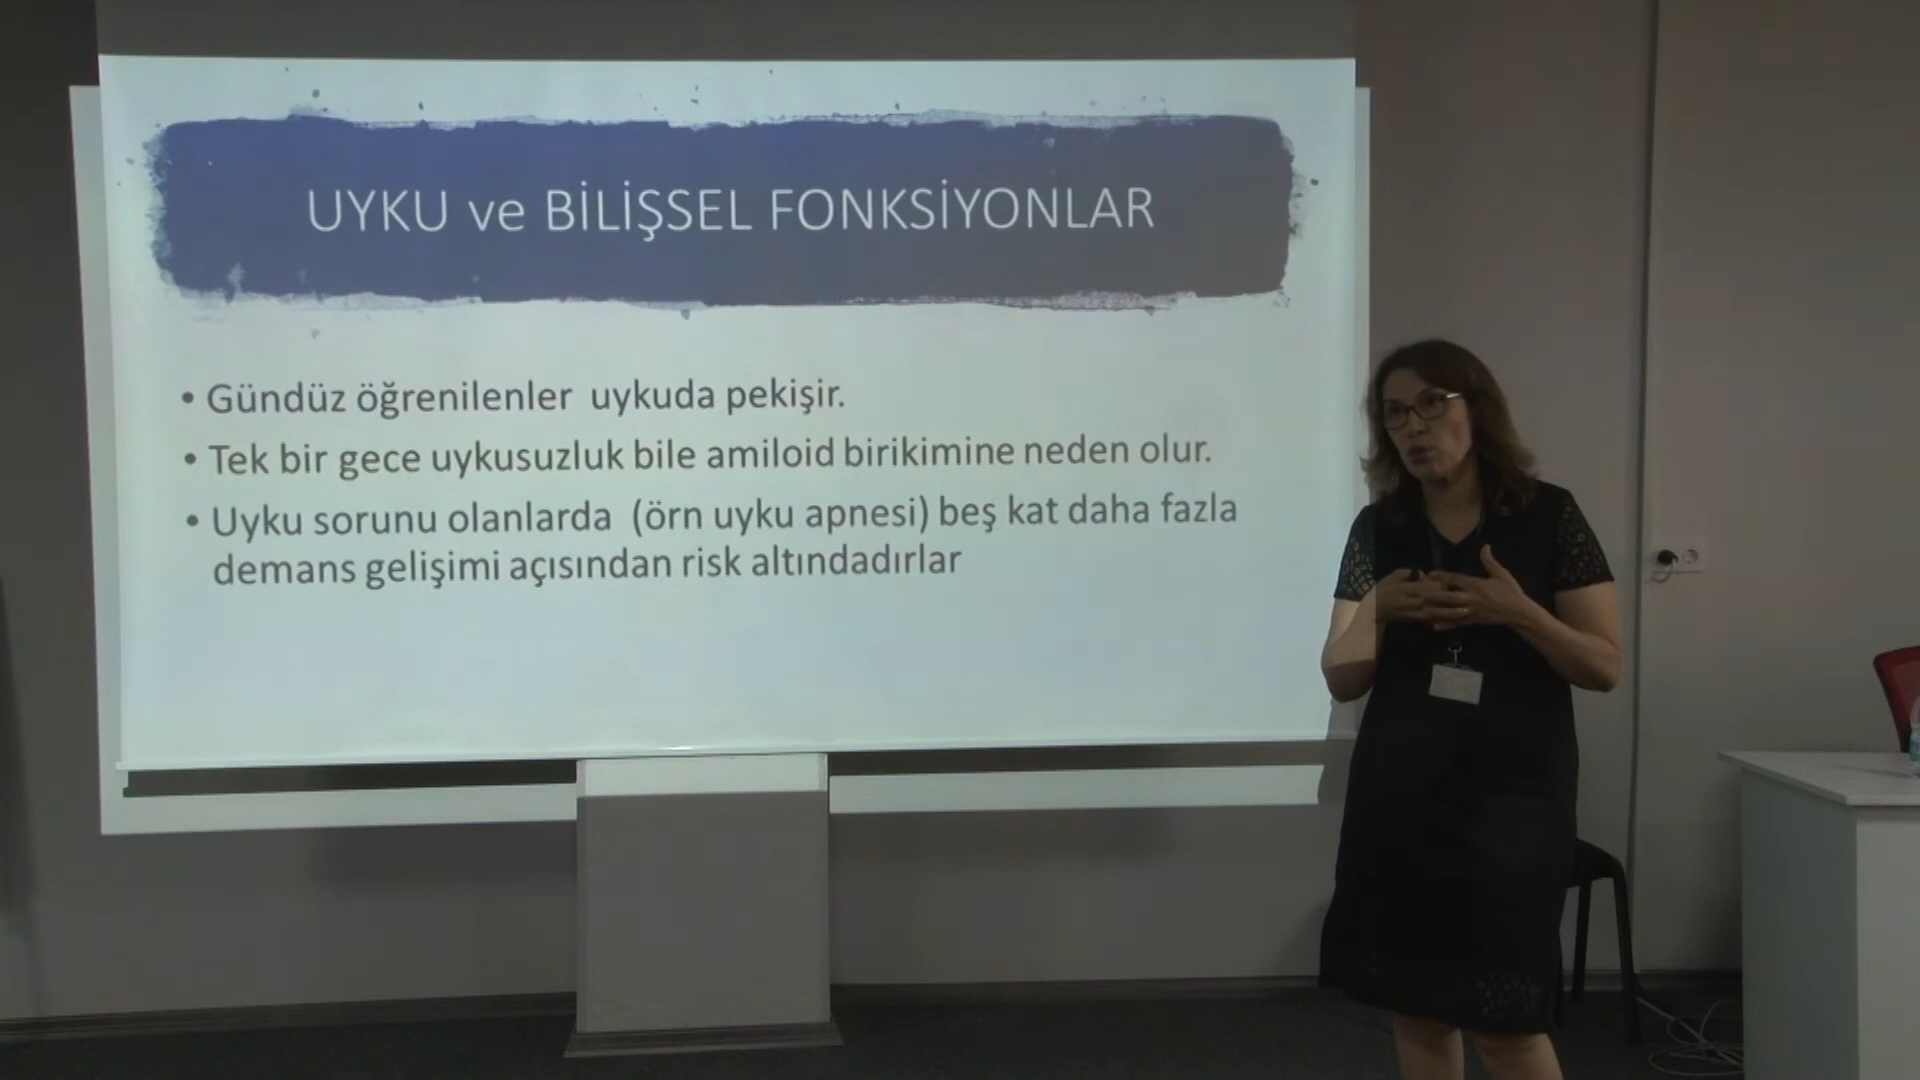 UYKU ve BİLİŞSEL FONKSİYONLAR
• Gündüz öğrenilenler uykuda pekişir.
• Tek bir gece uykusuzluk bile amiloid birikimine neden olur.
• Uyku sorunu olanlarda (örn uyku apnesi) beş kat daha fazla
demans gelişimi açısından risk altındadırlar